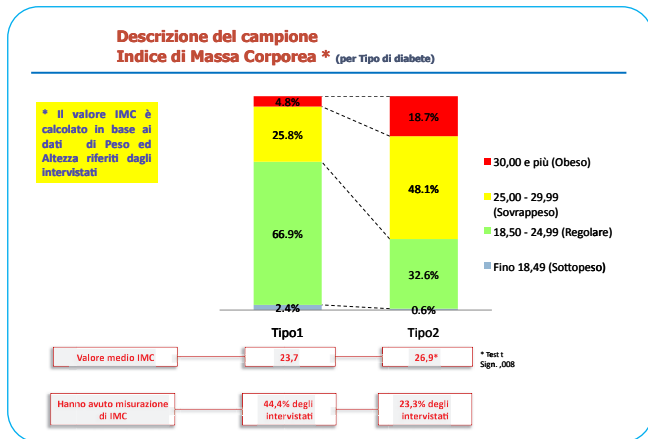 Descrizione del campione
Indice di Massa Corporea * (per Tipo di diabete)
* Il valore IMC è
calcolato in base ai
dati di Peso ed
Altezza riferiti dagli
intervistati
4.8%
25.8%
66.9%
2.4%
18.7%
48.1%
32.6%
0.6%
30,00 e più (Obeso)
25,00 - 29,99
(Sovrappeso)
18,50 - 24,99 (Regolare)
Fino 18,49 (Sottopeso)
Tipo1
Tipo2
Valore medio IMC
23,7
26,9*
* Test t
Sign. ,008
Hanno avuto misurazione
di IMC
44,4% degli
intervistati
23,3% degli
intervistati